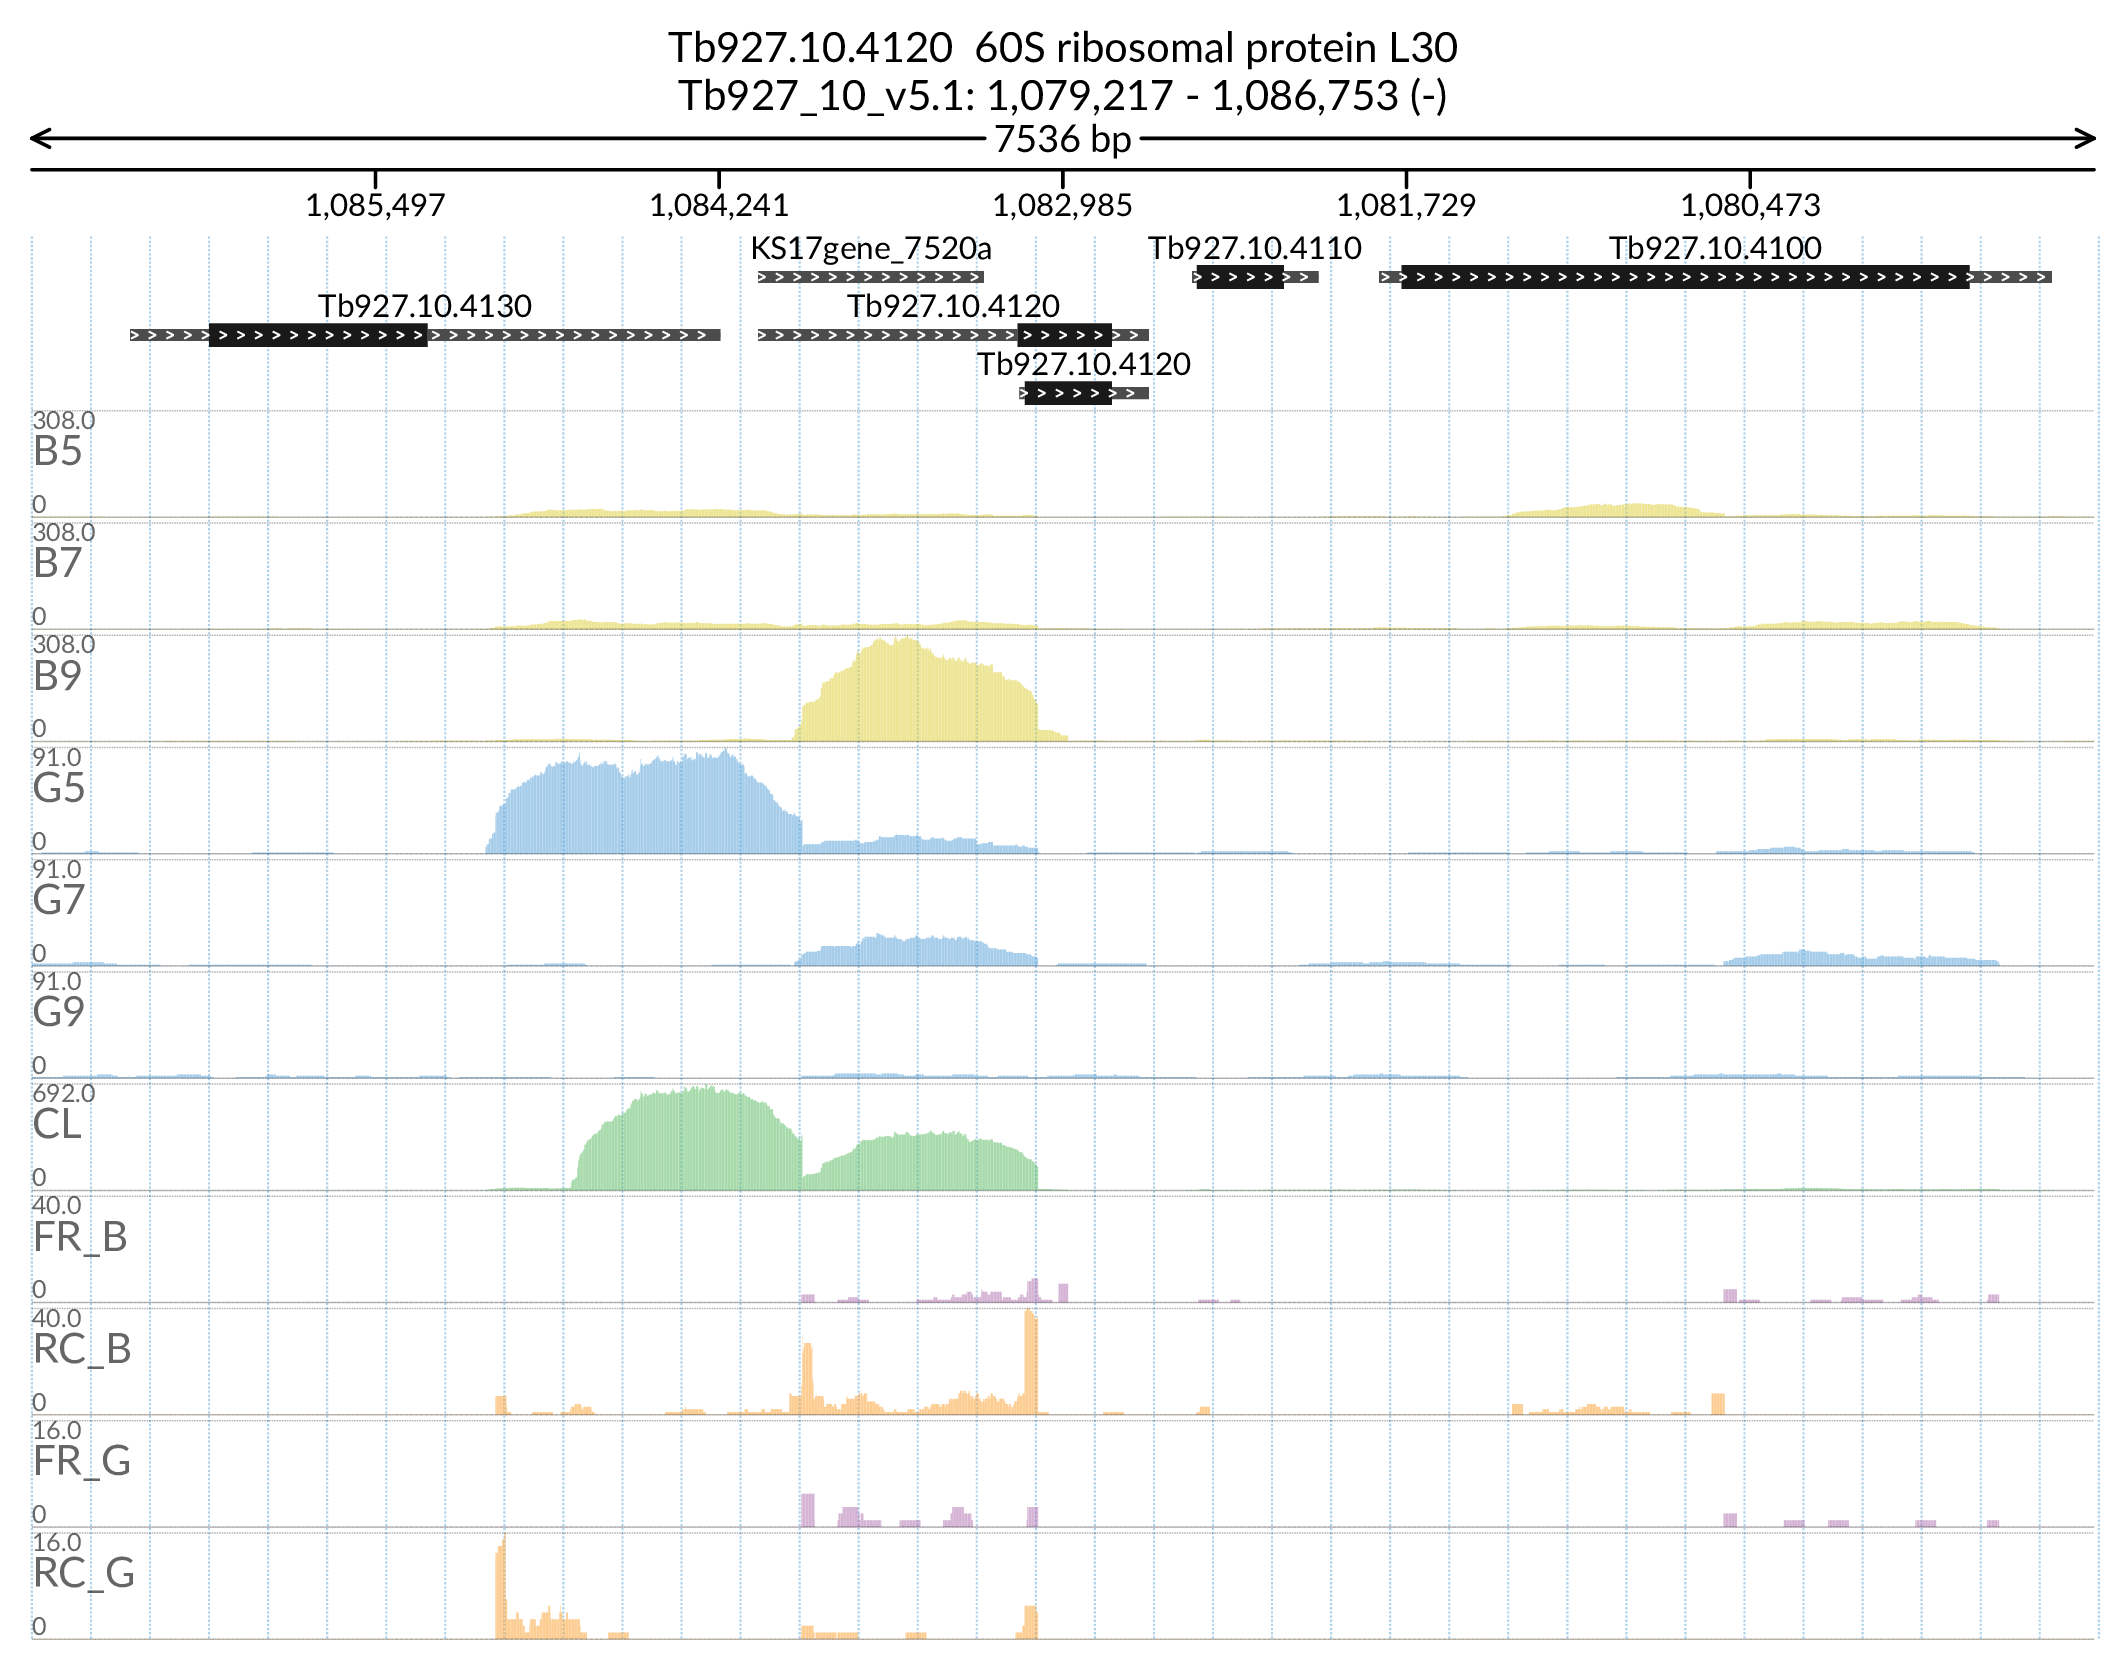 Tb927.10.4120  60S ribosomal protein L30
Tb927_10_v5.1: 1,079,217 - 1,086,753 (-)
7536 bp
1,085,497 1,084,241 1,082,985 1,081,729 1,080,473
KS17gene_7520a Tb927.10.4110 Tb927.10.4100
Tb927.10.4130 Tb927.10.4120
Tb927.10.4120
308.0
B5
0
308.0
B7
0
308.0
B9
0
91.0
G5
0
91.0
G7
0
91.0
G9
0
692.0
CL
0
40.0
FR_B
0
40.0
RC_B
0
16.0
FR_G
0
16.0
RC_G
0